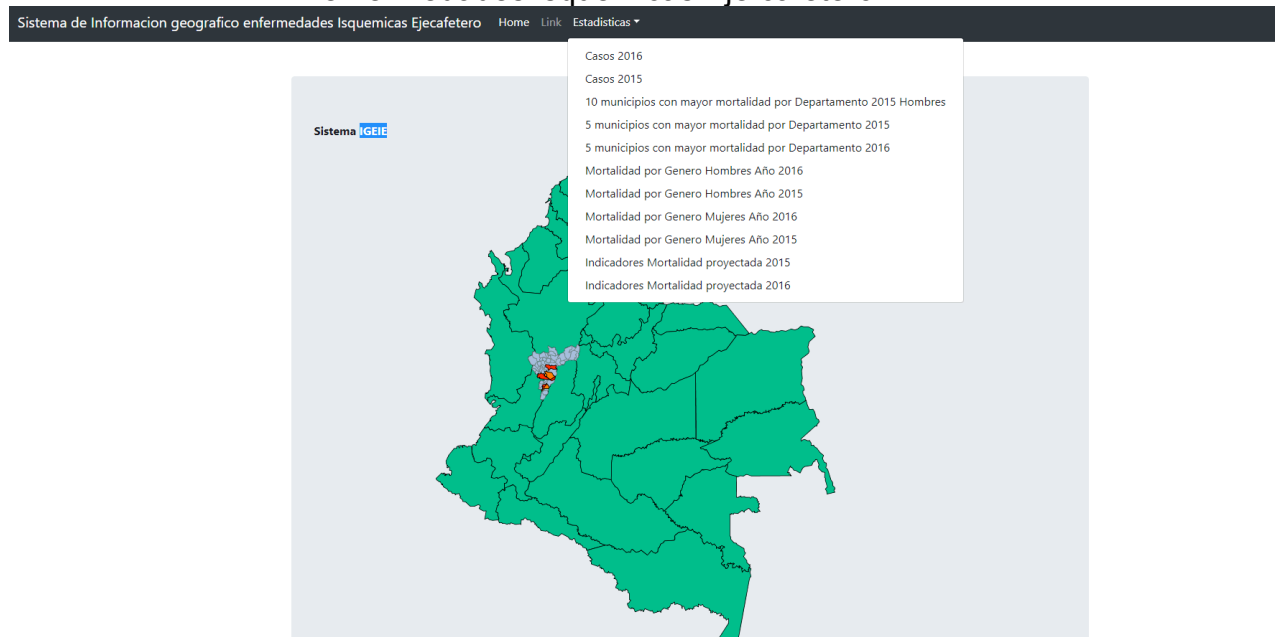 Sistema de Informacion geografico enfermedades Isquemicas Ejecafetero Home Link Estadisticas
Casos 2016
Casos 2015
10 municipios con mayor mortalidad por Departamento 2015 Hombres
5 municipios con mayor mortalidad por Departamento 2015
5 municipios con mayor mortalidad por Departamento 2016
Mortalidad por Genero Hombres Año 2016
Mortalidad por Genero Hombres Año 2015
Mortalidad por Genero Mujeres Año 2016
Mortalidad por Genero Mujeres Año 2015
Indicadores Mortalidad proyectada 2015
Indicadores Mortalidad proyectada 2016
Sistema IGEIE